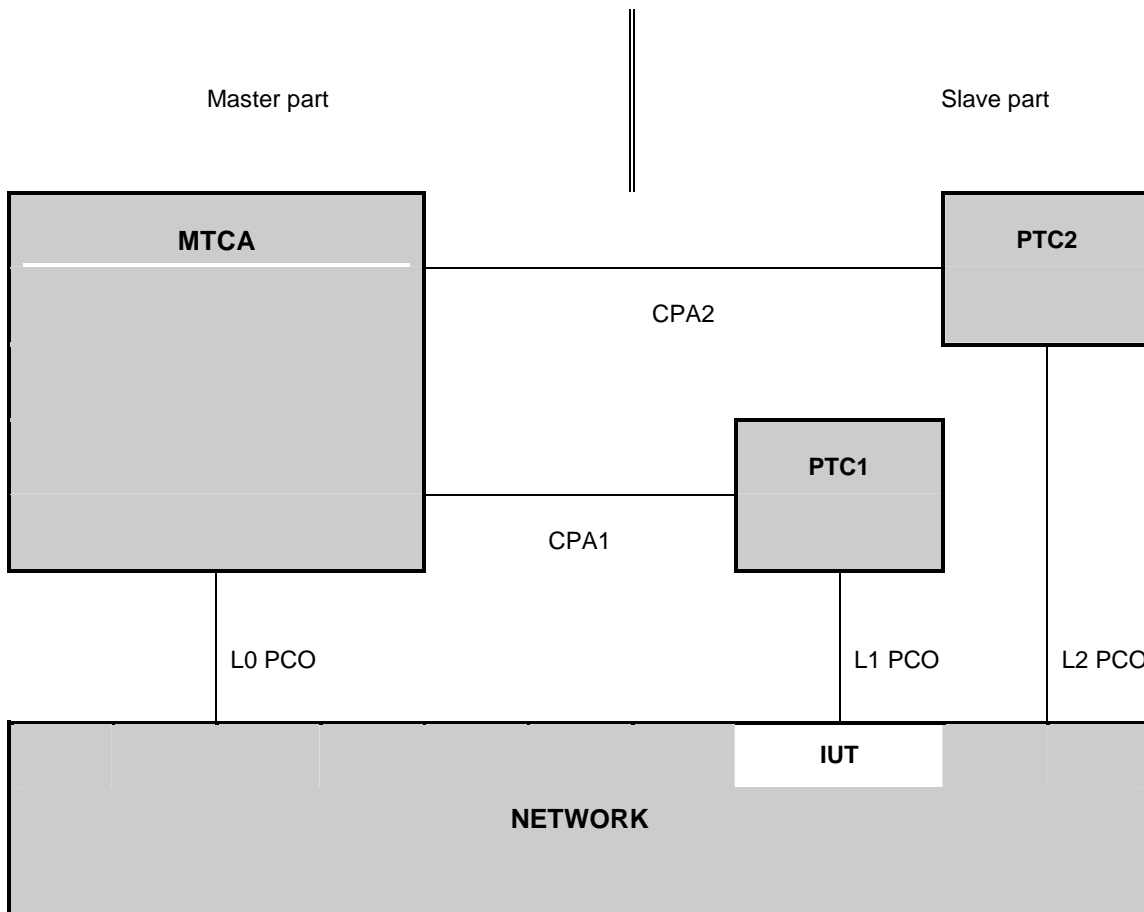 Master part
Slave part
MTCA
PTC2
CPA2
PTC1
CPA1
L0 PCO
L1 PCO
L2 PCO
IUT
NETWORK